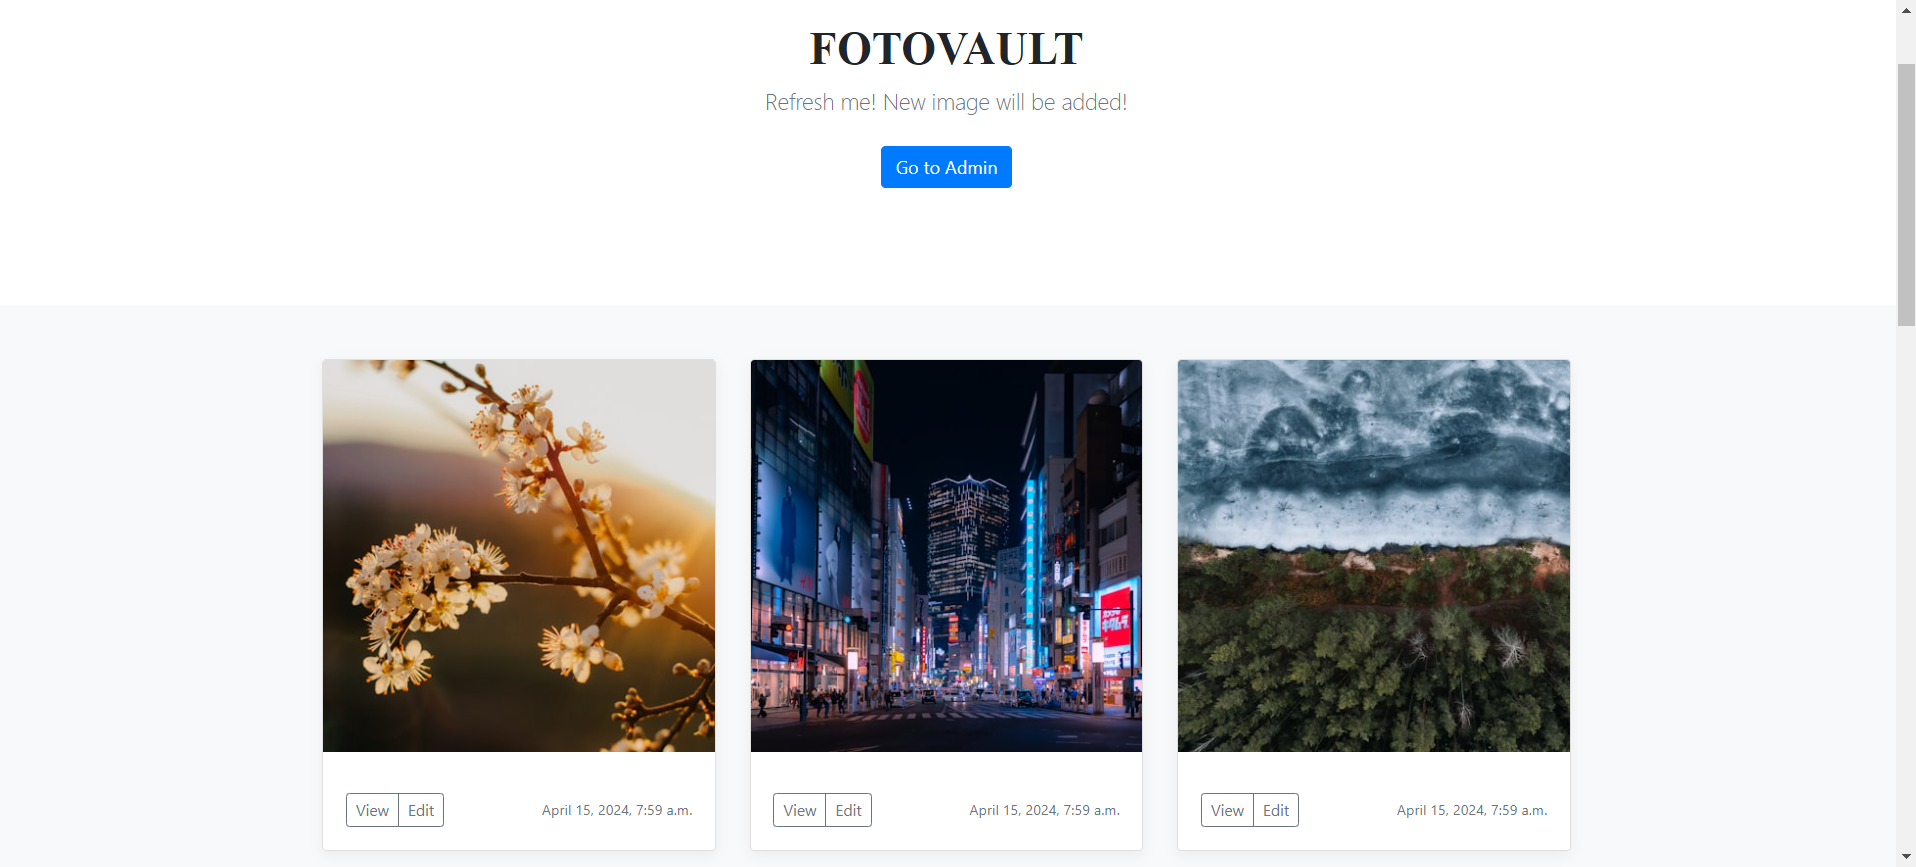 FOTOVAULT
Refresh me! New image will be added!
Go to Admin
View Edit April 15, 2024, 7:59 a.m.
View Edit April 15, 2024, 7:59 a.m.
View Edit April 15, 2024, 7:59 a.m.